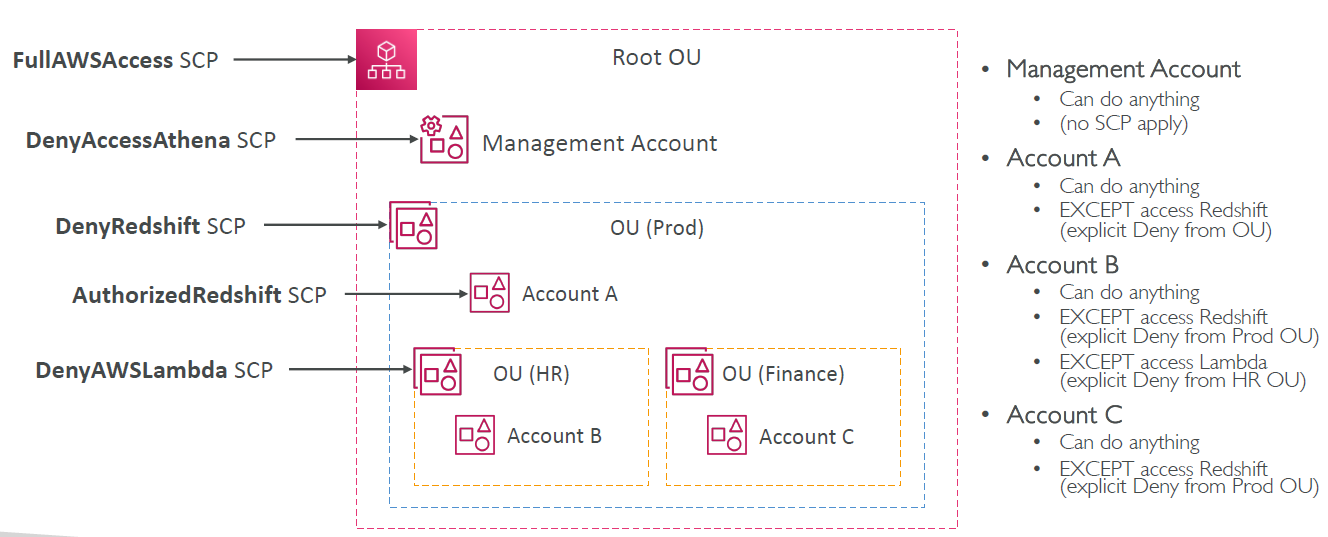 FullAWSAccess SCP
Root OU
DenyAccessAthena SCP
Management Account
DenyRedshift SCP
OU (Prod)
AuthorizedRedshift SCP
Account A
DenyAWSLambda SCP
OU (HR)
OU (Finance)
Account B
Account C
• Management Account
• Can do anything
• (no SCP apply)
• Account A
• Can do anything
• EXCEPT access Redshift
(explicit Deny from OU)
• Account B
• Can do anything
• EXCEPT access Redshift
(explicit Deny from Prod OU)
• EXCEPT access Lambda
(explicit Deny from HR OU)
• Account C
• Can do anything
• EXCEPT access Redshift
(explicit Deny from Prod OU)